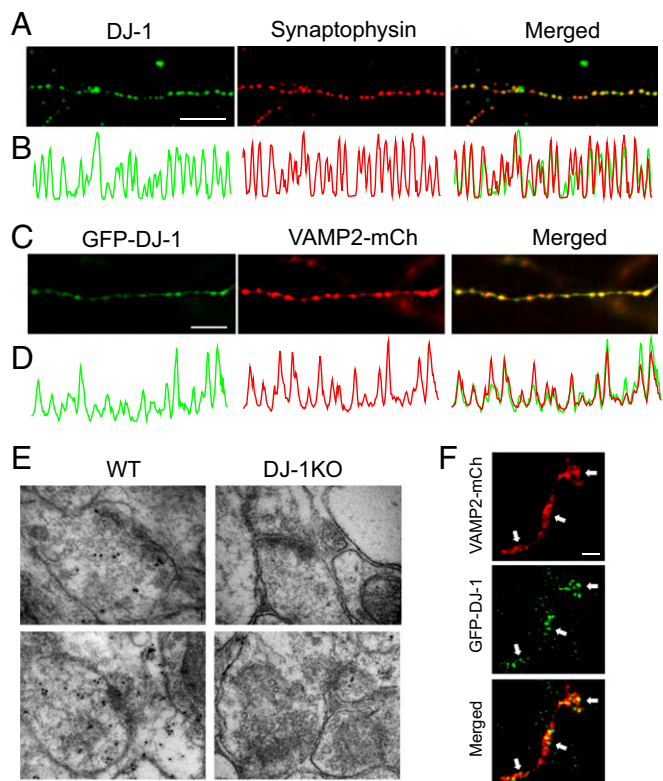 A
DJ-1 Synaptophysin Merged
B
C
GFP-DJ-1 VAMP2-mCh Merged
D
E
WT DJ-1KO
F
VAMP2-mCh
GFP-DJ-1
Merged